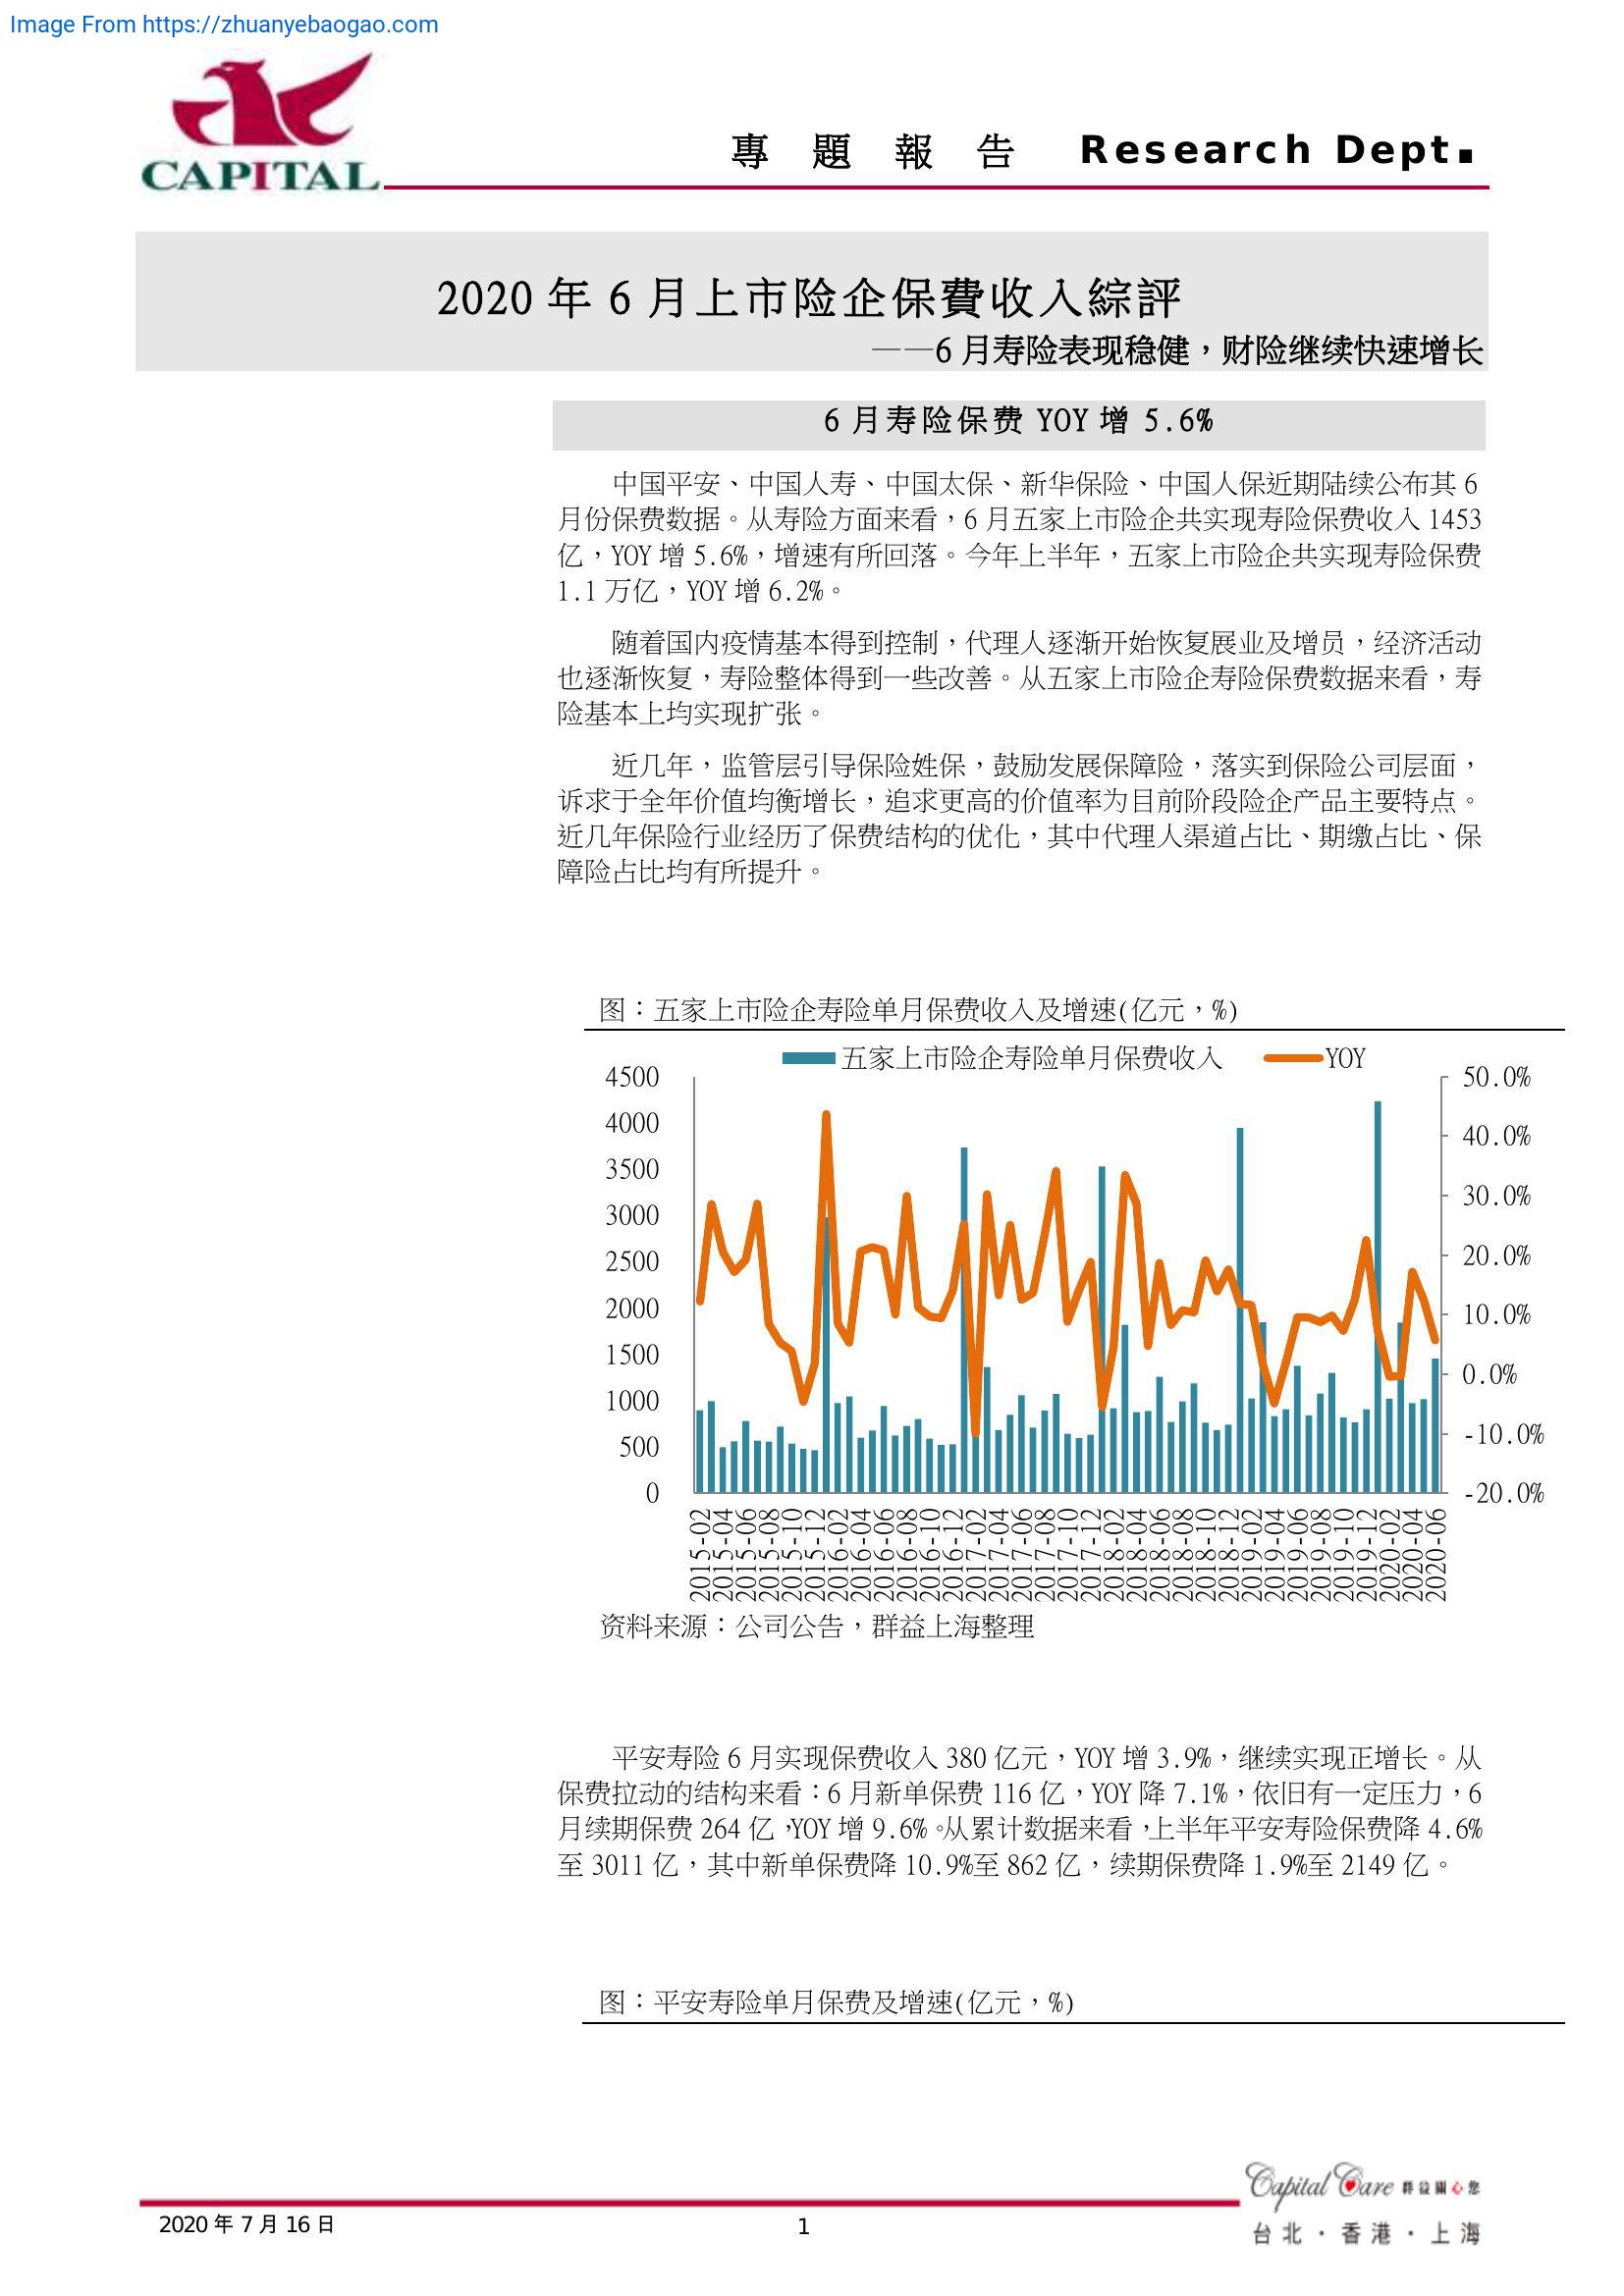 Image From https://zhuanyebaogao.com
CAPITAL
專 題 報 告 Research Dept.
2020 年 6 月上市险企保費收入綜評
——6 月寿险表现稳健，财险继续快速增长
6 月寿险保费 YOY 增 5.6%
中国平安、中国人寿、中国太保、新华保险、中国人保近期陆续公布其 6
月份保费数据。从寿险方面来看，6 月五家上市险企共实现寿险保费收入 1453
亿，YOY 增 5.6%，增速有所回落。今年上半年，五家上市险企共实现寿险保费
1.1 万亿，YOY 增 6.2%。
随着国内疫情基本得到控制，代理人逐渐开始恢复展业及增员，经济活动
也逐渐恢复，寿险整体得到一些改善。从五家上市险企寿险保费数据来看，寿
险基本上均实现扩张。
近几年，监管层引导保险姓保，鼓励发展保障险，落实到保险公司层面，
诉求于全年价值均衡增长，追求更高的价值率为目前阶段险企产品主要特点。
近几年保险行业经历了保费结构的优化，其中代理人渠道占比、期缴占比、保
障险占比均有所提升。
图：五家上市险企寿险单月保费收入及增速(亿元，%)
五家上市险企寿险单月保费收入 YOY
4500 50.0%
4000 40.0%
3500 30.0%
3000 20.0%
2500 10.0%
2000 0.0%
1500 -10.0%
1000 -20.0%
500
0
2015-02
2015-04
2015-06
2015-08
2015-10
2015-12
2016-02
2016-04
2016-06
2016-08
2016-10
2016-12
2017-02
2017-04
2017-06
2017-08
2017-10
2017-12
2018-02
2018-04
2018-06
2018-08
2018-10
2018-12
2019-02
2019-04
2019-06
2019-08
2019-10
2019-12
2020-02
2020-04
2020-06
资料来源：公司公告，群益上海整理
平安寿险 6 月实现保费收入 380 亿元，YOY 增 3.9%，继续实现正增长。从
保费拉动的结构来看：6 月新单保费 116 亿，YOY 降 7.1%，依旧有一定压力，6
月续期保费 264 亿，YOY 增 9.6%。从累计数据来看，上半年平安寿险保费降 4.6%
至 3011 亿，其中新单保费降 10.9%至 862 亿，续期保费降 1.9%至 2149 亿。
图：平安寿险单月保费及增速(亿元，%)
Capital Care 群益關心您
2020 年 7 月 16 日 1 台北·香港·上海